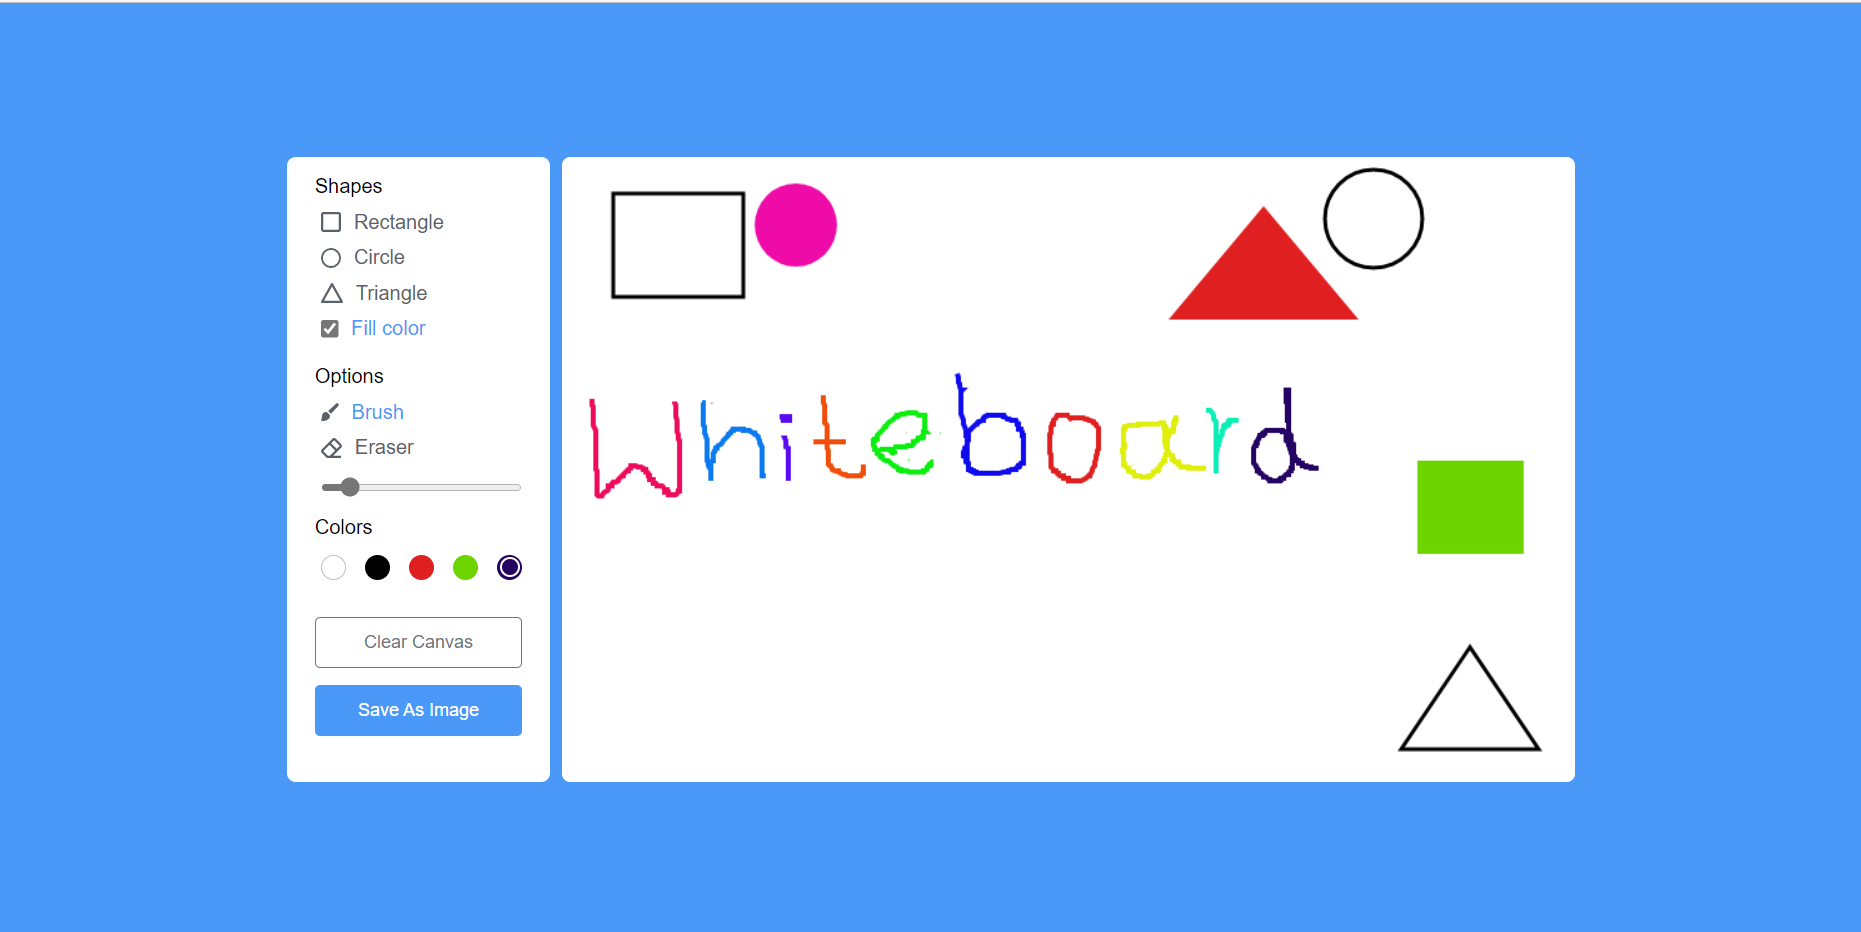 Shapes
Rectangle
Circle
Triangle
Fill color
Options
Brush
Eraser
Colors
Clear Canvas
Save As Image
Whiteboard